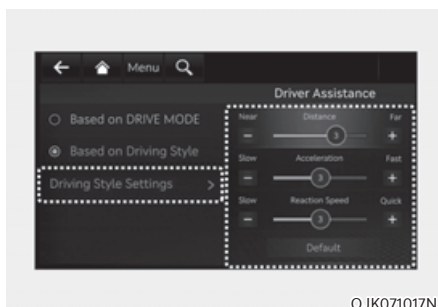 Menu
Driver Assistance
Based on DRIVE MODE
Based on Driving Style
Driving Style Settings >
Near Distance Far
– 3 +
Slow Acceleration Fast
– 3 +
Slow Reaction Speed Quick
– 3 +
Default
OJK071017N